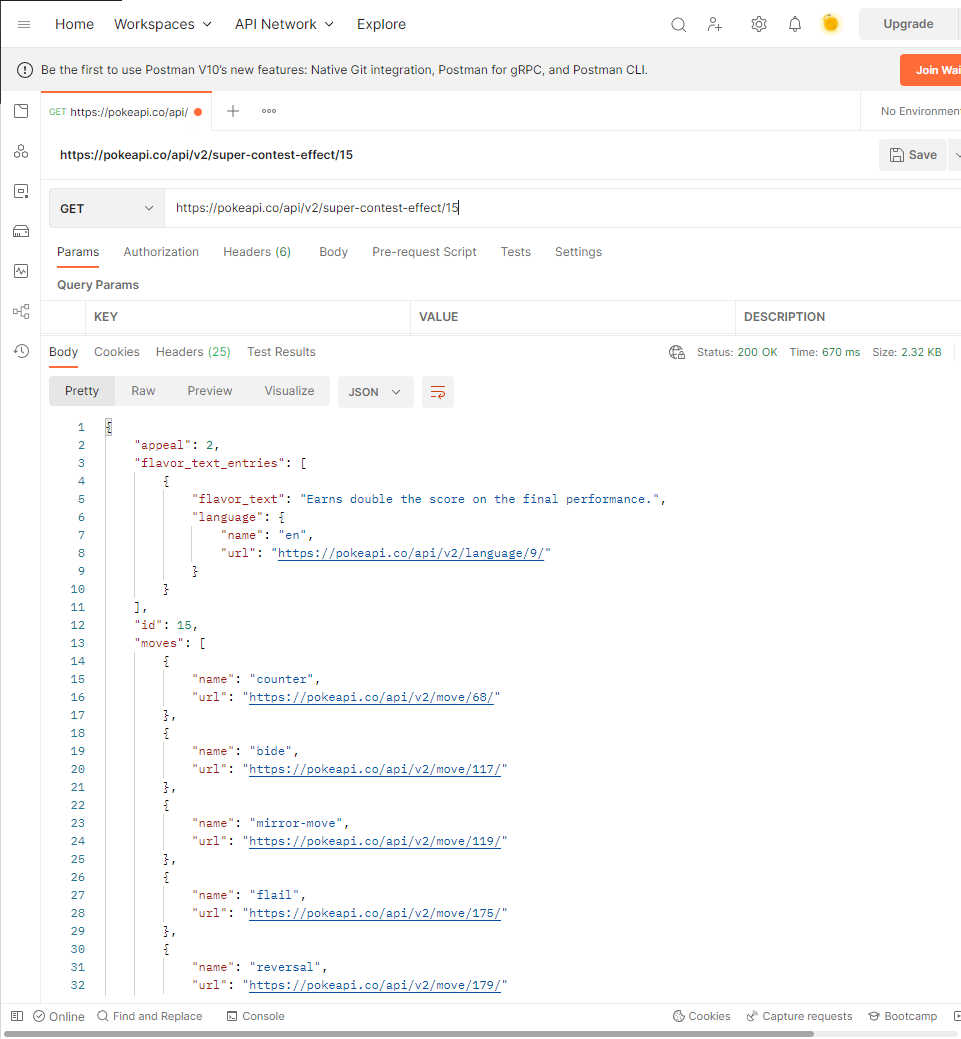 Home Workspaces API Network Explore Upgrade
Be the first to use Postman V10's new features: Native Git integration, Postman for gRPC, and Postman CLI. Join Wai
GET https://pokeapi.co/api/ No Environmen
https://pokeapi.co/api/v2/super-contest-effect/15 Save
GET https://pokeapi.co/api/v2/super-contest-effect/15
Params Authorization Headers (6) Body Pre-request Script Tests Settings
Query Params
KEY VALUE DESCRIPTION
Body Cookies Headers (25) Test Results Status: 200 OK Time: 670 ms Size: 2.32 KB
Pretty Raw Preview Visualize JSON
1 {
2 "appeal": 2,
3 "flavor_text_entries": [
4 {
5 "flavor_text": "Earns double the score on the final performance.",
6 "language": {
7 "name": "en",
8 "url": "https://pokeapi.co/api/v2/language/9/"
9 }
10 }
11 ],
12 "id": 15,
13 "moves": [
14 {
15 "name": "counter",
16 "url": "https://pokeapi.co/api/v2/move/68/"
17 },
18 {
19 "name": "bide",
20 "url": "https://pokeapi.co/api/v2/move/117/"
21 },
22 {
23 "name": "mirror-move",
24 "url": "https://pokeapi.co/api/v2/move/119/"
25 },
26 {
27 "name": "flail",
28 "url": "https://pokeapi.co/api/v2/move/175/"
29 },
30 {
31 "name": "reversal",
32 "url": "https://pokeapi.co/api/v2/move/179/"
Online Find and Replace Console Cookies Capture requests Bootcamp